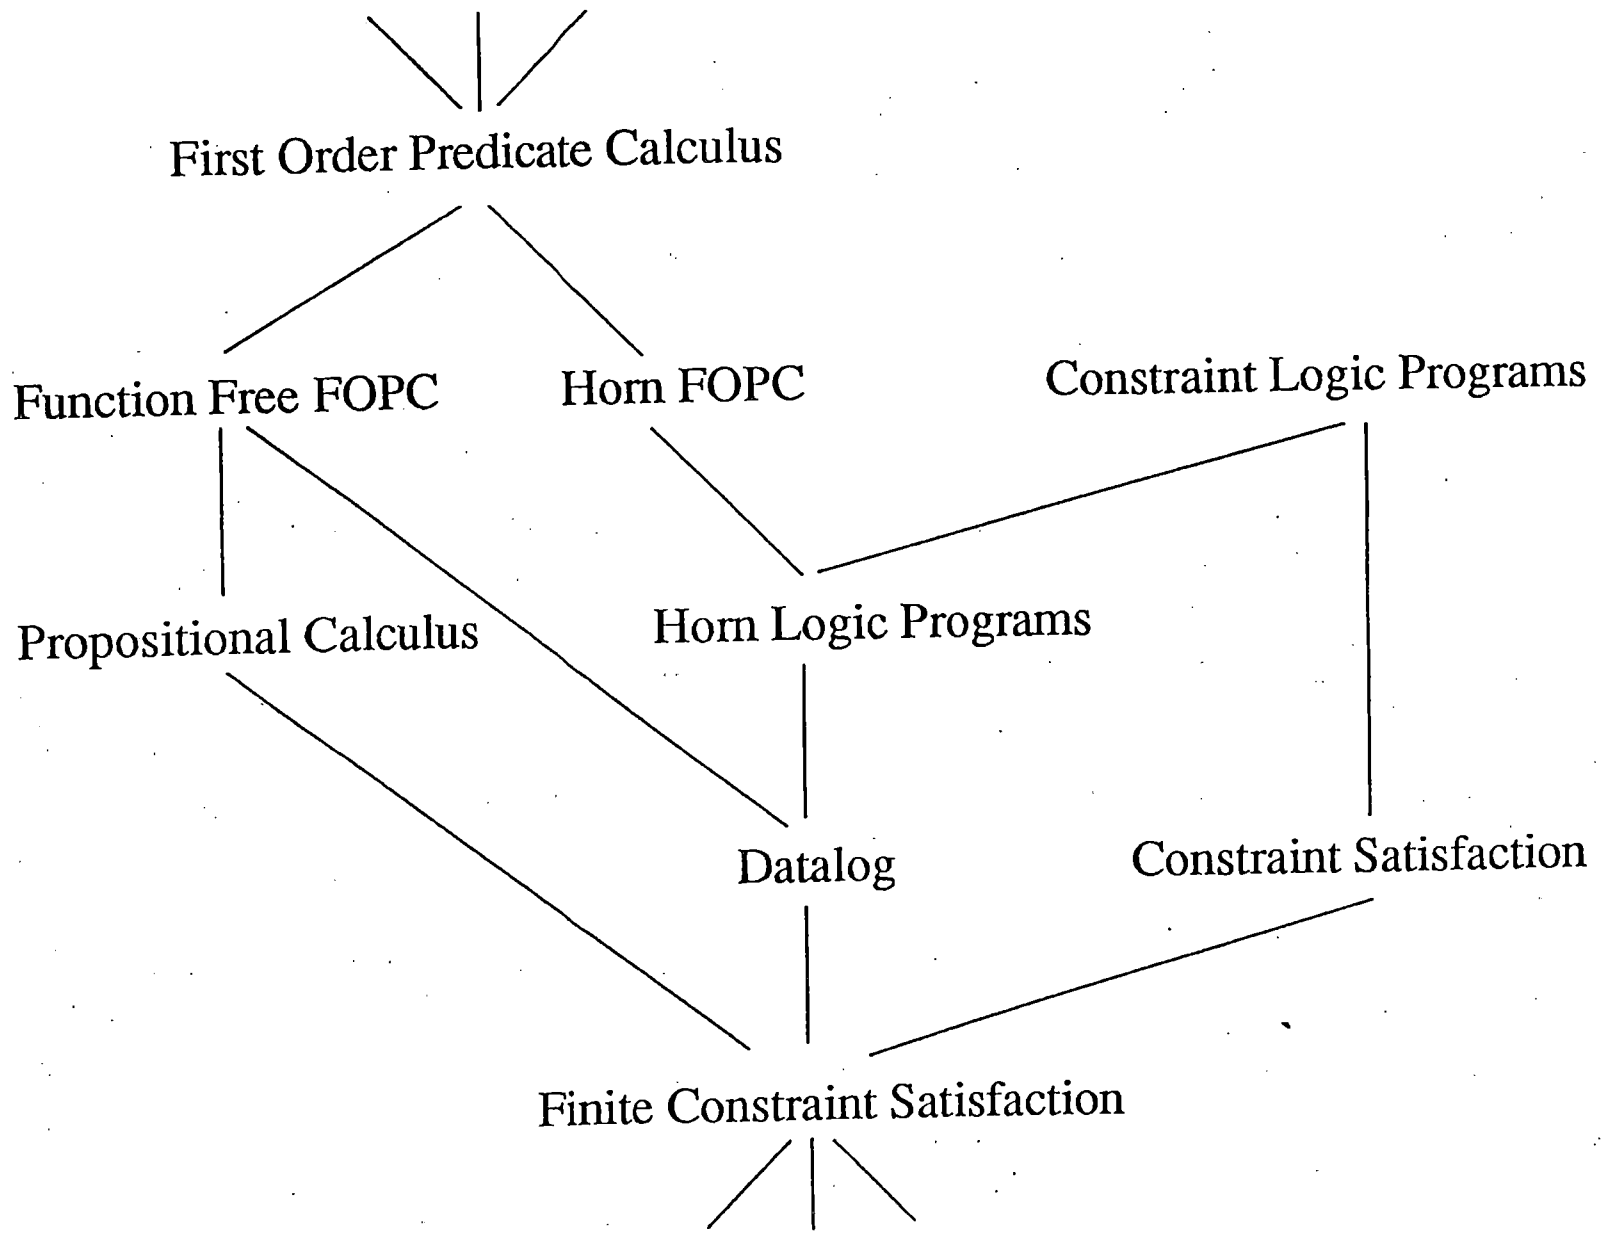 First Order Predicate Calculus
Function Free FOPC
Horn FOPC
Constraint Logic Programs
Propositional Calculus
Horn Logic Programs
Datalog
Constraint Satisfaction
Finite Constraint Satisfaction